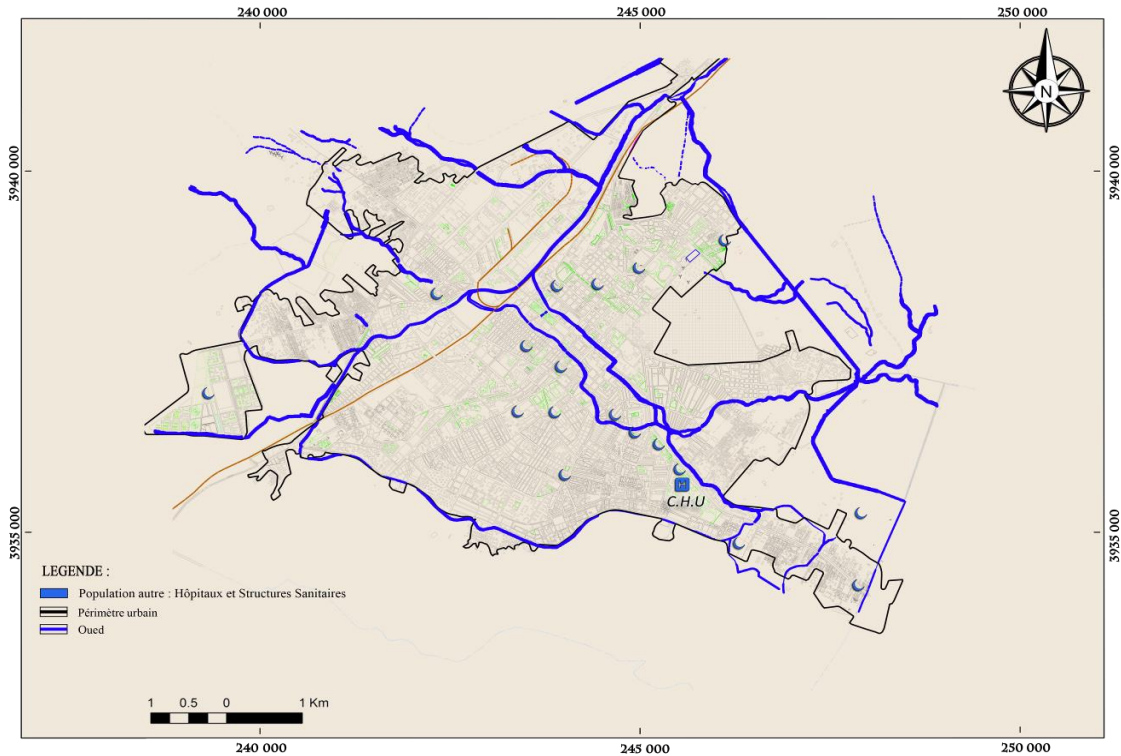 240 000
245 000
250 000
N
3940 000
3940 000
C.H.U
3935 000
3935 000
LEGENDE :
Population autre : Hôpitaux et Structures Sanitaires
Périmètre urbain
Oued
1 0.5 0 1 Km
240 000
245 000
250 000